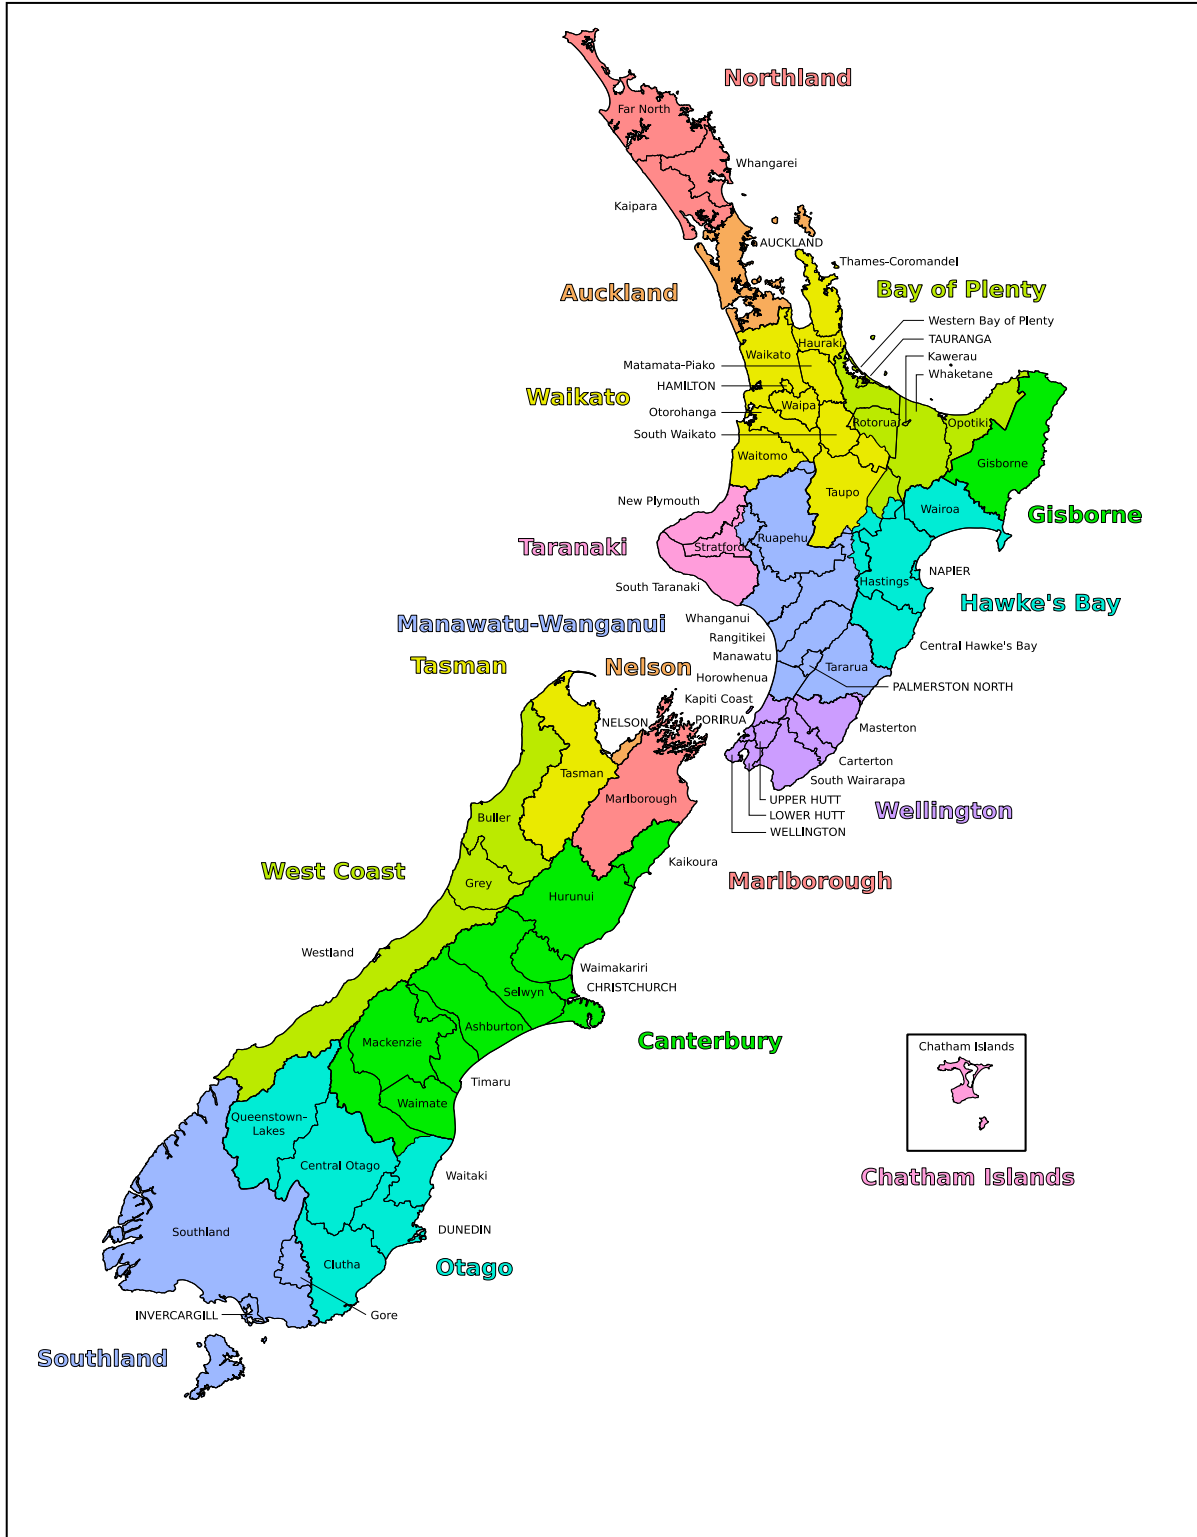 Northland
Far North
Whangarei
Kaipara
AUCKLAND
Thames-Coromandel
Auckland
Bay of Plenty
Western Bay of Plenty
TAURANGA
Hauraki
Waikato
Kawerau
Matamata-Piako
Whaketane
HAMILTON
Waikato
Waipa
Otorohanga
Rotorua
Opotiki
South Waikato
Waitomo
Gisborne
Taupo
New Plymouth
Wairoa
Gisborne
Ruapehu
Taranaki
Stratford
NAPIER
Hastings
South Taranaki
Hawke's Bay
Whanganui
Manawatu-Wanganui
Rangitikei
Central Hawke's Bay
Manawatu
Tasman
Nelson
Tararua
Horowhenua
PALMERSTON NORTH
Kapiti Coast
NELSON
PORIRUA
Masterton
Carterton
Tasman
South Wairarapa
Marlborough
UPPER HUTT
Wellington
LOWER HUTT
Buller
WELLINGTON
Kaikoura
West Coast
Marlborough
Grey
Hurunui
Westland
Waimakariri
CHRISTCHURCH
Selwyn
Ashburton
Canterbury
Mackenzie
Chatham Islands
Timaru
Waimate
Queenstown-
Lakes
Central Otago
Waitaki
Chatham Islands
Southland
DUNEDIN
Clutha
Otago
INVERCARGILL
Gore
Southland